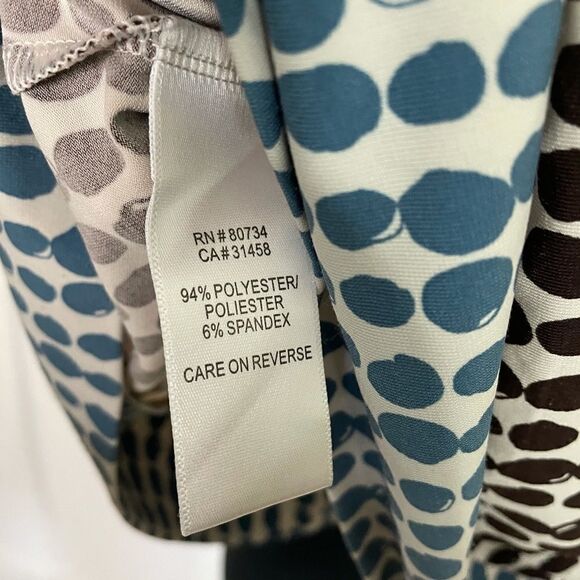 RN# 80734
CA# 31458
94% POLYESTER/
POLIESTER
6% SPANDEX
CARE ON REVERSE